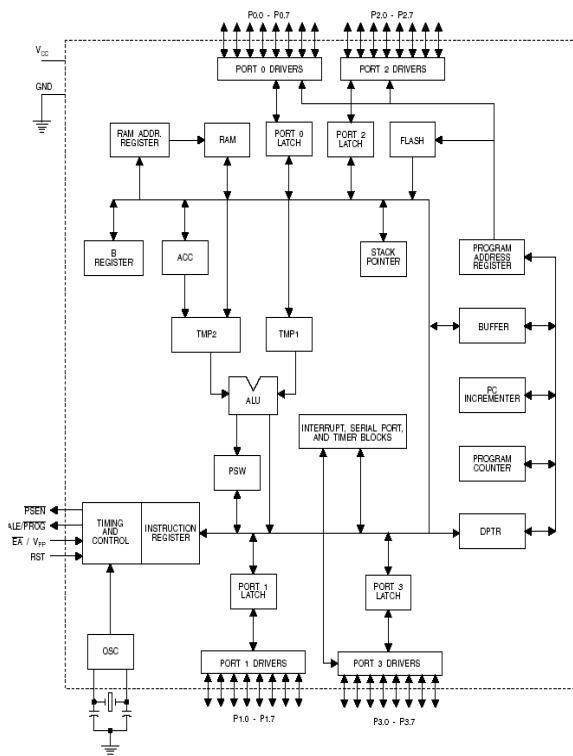 P0.0 - P0.7
P2.0 - P2.7
VCC
GND
PORT 0 DRIVERS
PORT 2 DRIVERS
RAM ADDR.
REGISTER
RAM
PORT 0
LATCH
PORT 2
LATCH
FLASH
B
REGISTER
ACC
STACK
POINTER
PROGRAM
ADDRESS
REGISTER
TMP2
TMP1
BUFFER
ALU
PC
INCREMENTER
INTERRUPT, SERIAL PORT,
AND TIMER BLOCKS
PSW
PROGRAM
COUNTER
PSEN
ALE/PROG
EA / VPP
RST
TIMING
AND
CONTROL
INSTRUCTION
REGISTER
DPTR
PORT 1
LATCH
PORT 3
LATCH
OSC
PORT 1 DRIVERS
PORT 3 DRIVERS
P1.0 - P1.7
P3.0 - P3.7